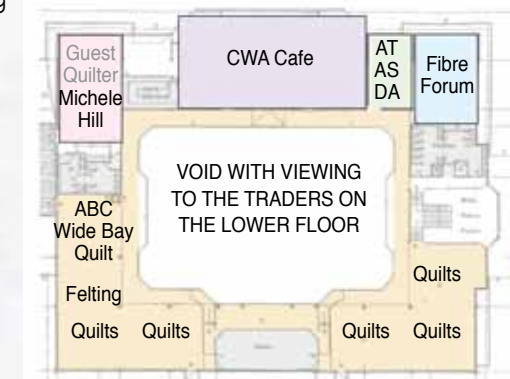 g
Guest
Quilter
Michele
Hill
CWA Cafe
AT
AS
DA
Fibre
Forum
VOID WITH VIEWING
TO THE TRADERS ON
THE LOWER FLOOR
ABC
Wide Bay
Quilt
Felting
Quilts
Quilts
Quilts
Quilts
Quilts